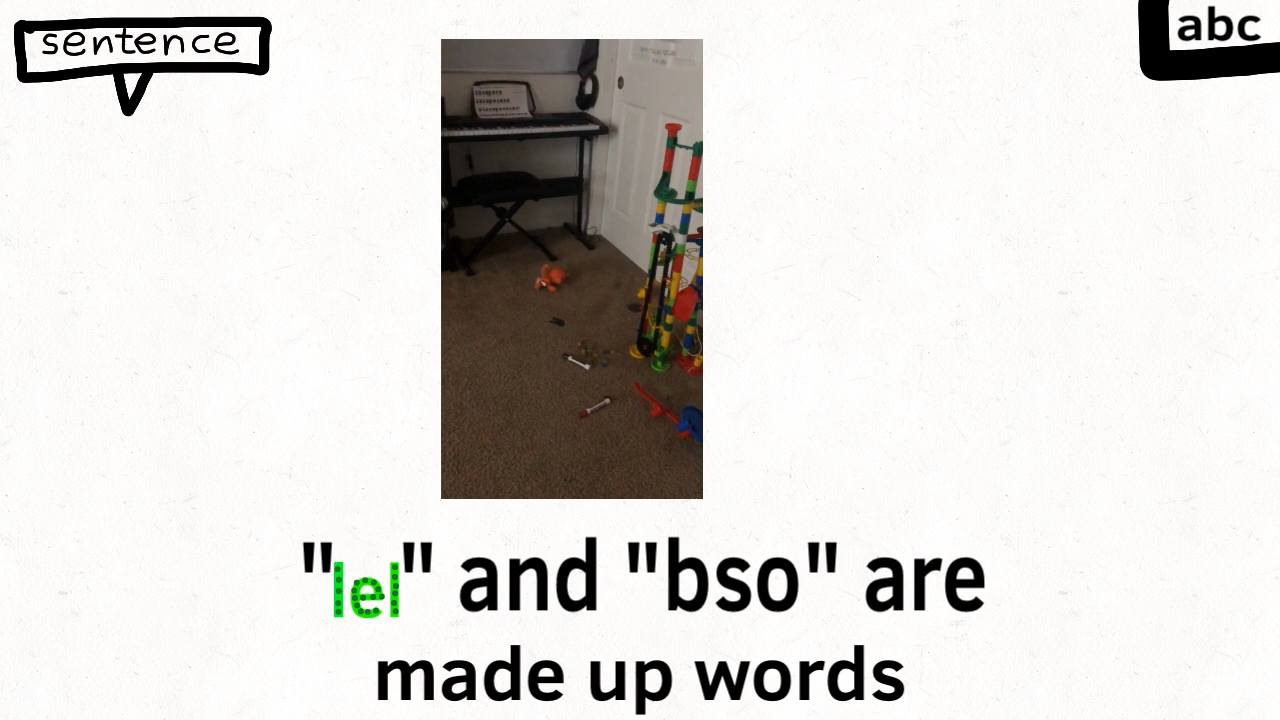 sentence
abc
"lel" and "bso" are
made up words